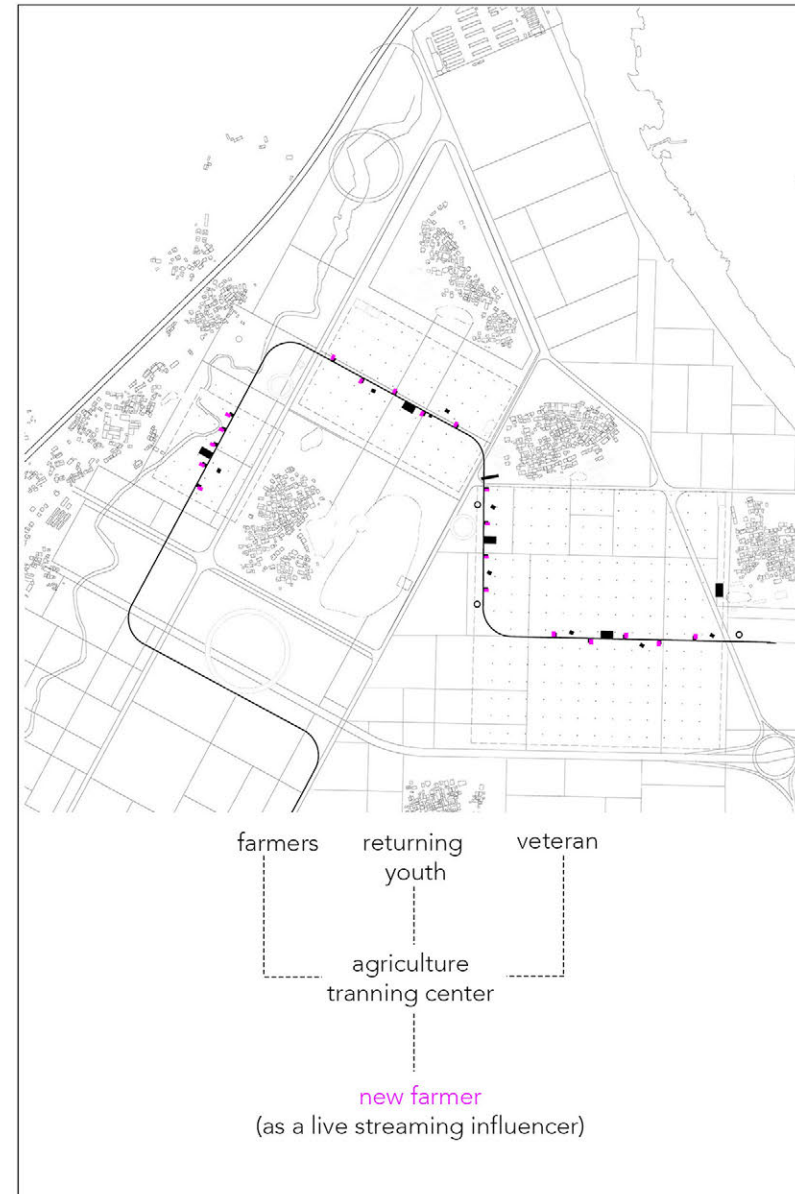 farmers returning veteran
youth
agriculture
tranning center
new farmer
(as a live streaming influencer)